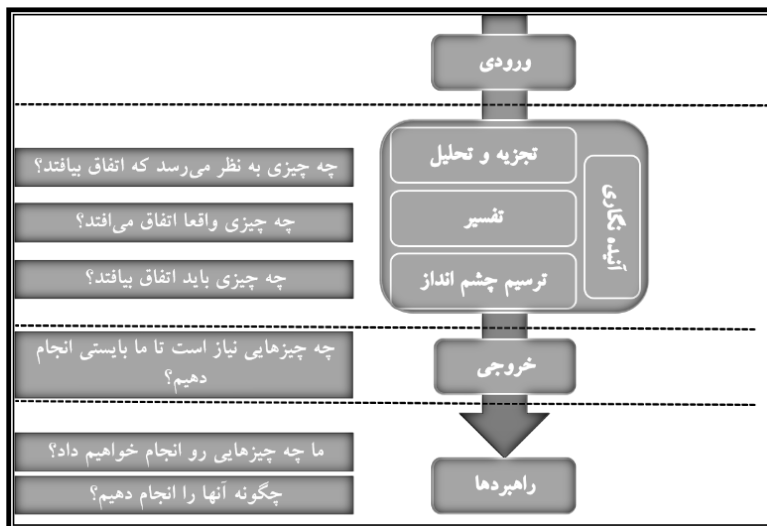 ورودی
تجزیه و تحلیل
چه چیزی به نظر می‌رسد که اتفاق بیافتد؟
آینده نگاری
تفسیر
چه چیزی واقعا اتفاق می‌افتد؟
ترسیم چشم انداز
چه چیزی باید اتفاق بیافتد؟
خروجی
چه چیزهایی نیاز است تا ما بایستی انجام
دهیم؟
ما چه چیزهایی رو انجام خواهیم داد؟
راهبردها
چگونه آنها را انجام دهیم؟